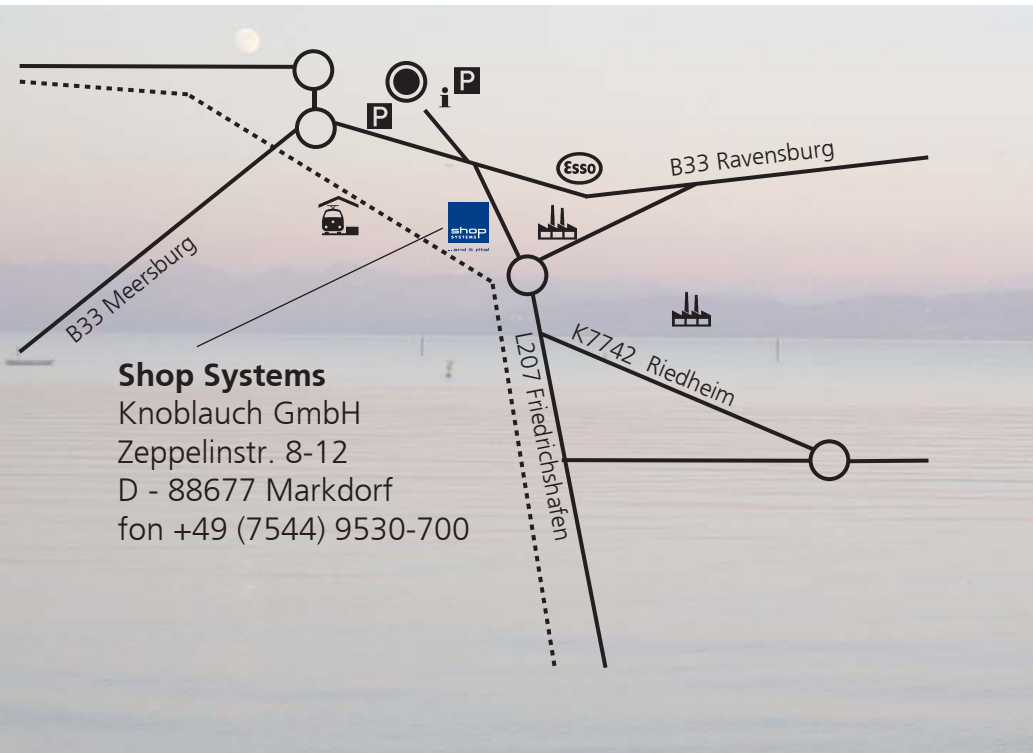 P
i P
Esso
B33 Ravensburg
shop
SYSTEMS
B33 Meersburg
K7742 Riedheim
L207 Friedrichshafen
Shop Systems
Knoblauch GmbH
Zeppelinstr. 8-12
D - 88677 Markdorf
fon +49 (7544) 9530-700